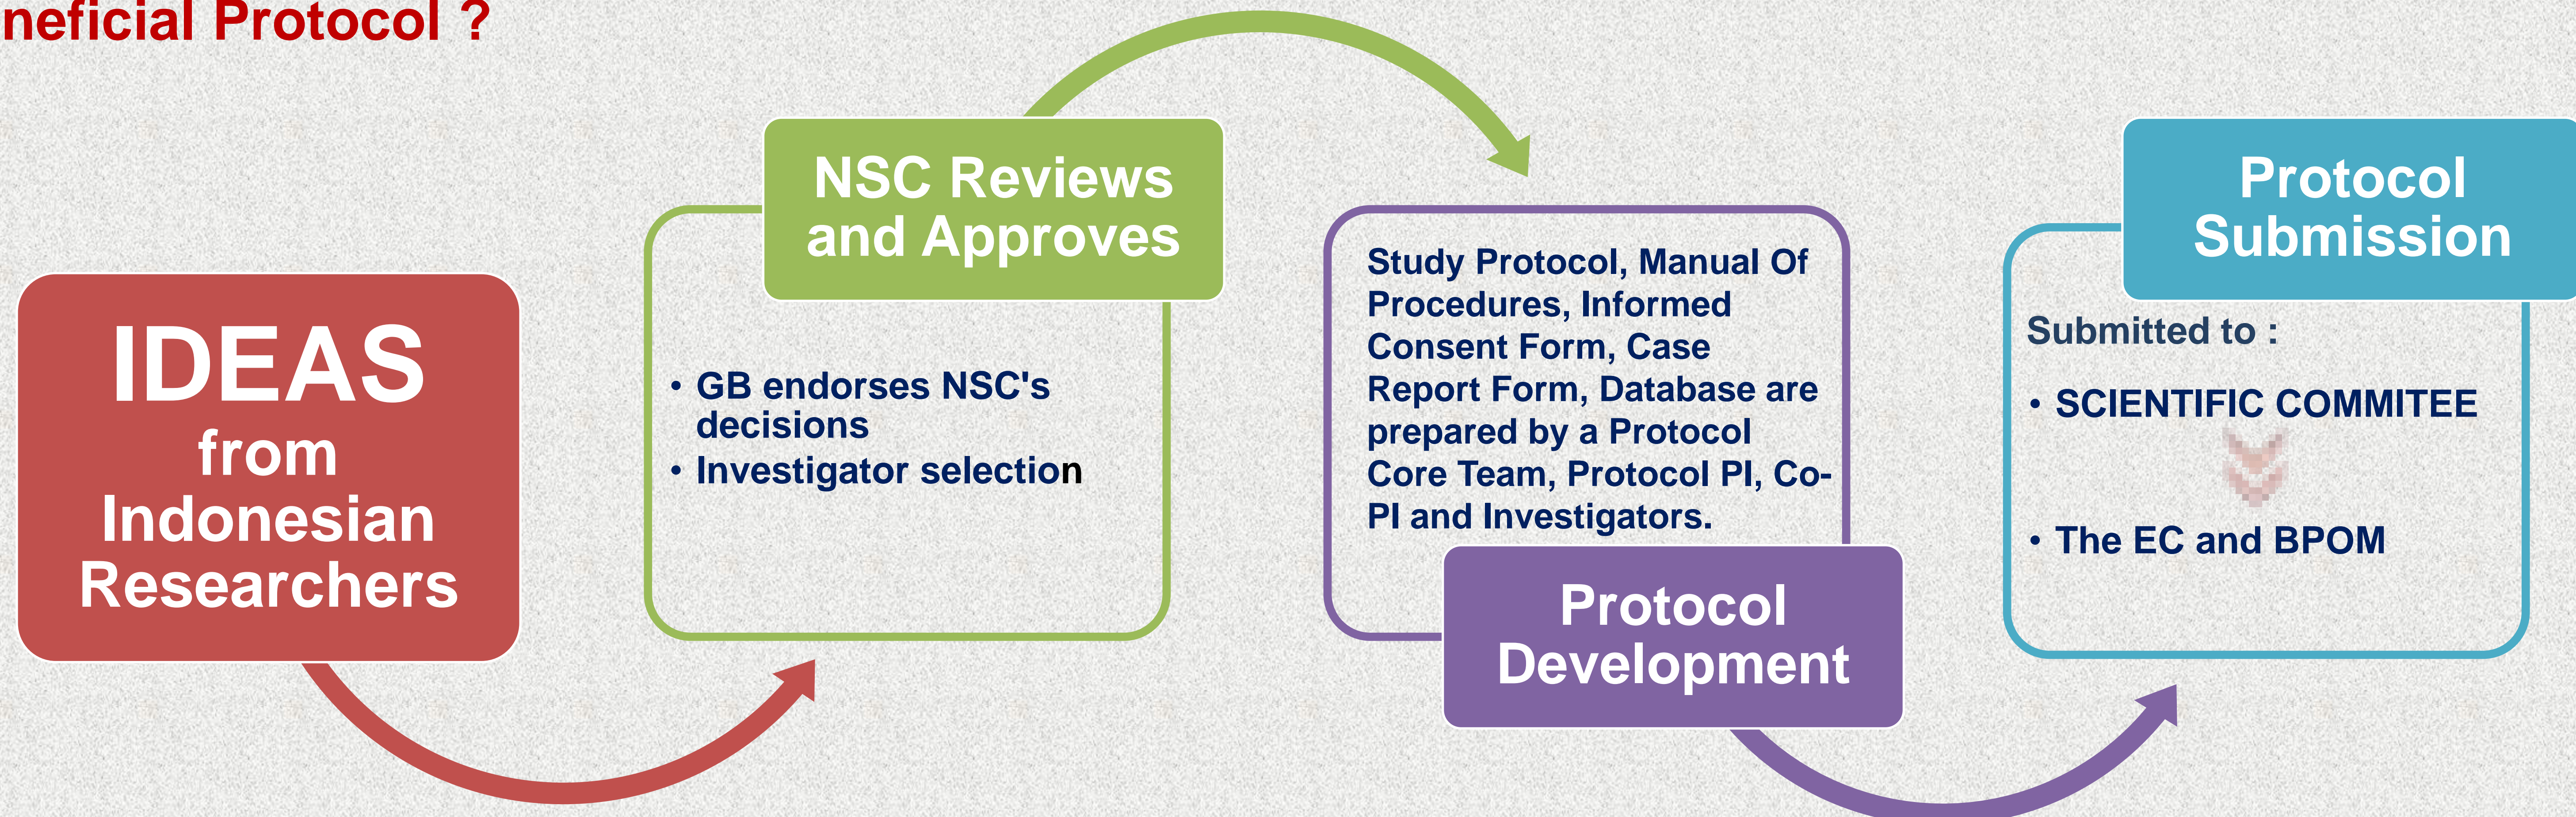 neficial Protocol ?
IDEAS
from
Indonesian
Researchers
NSC Reviews
and Approves
• GB endorses NSC's
decisions
• Investigator selection
Study Protocol, Manual Of
Procedures, Informed
Consent Form, Case
Report Form, Database are
prepared by a Protocol
Core Team, Protocol PI, Co-
PI and Investigators.
Protocol
Development
Protocol
Submission
Submitted to :
• SCIENTIFIC COMMITEE
• The EC and BPOM